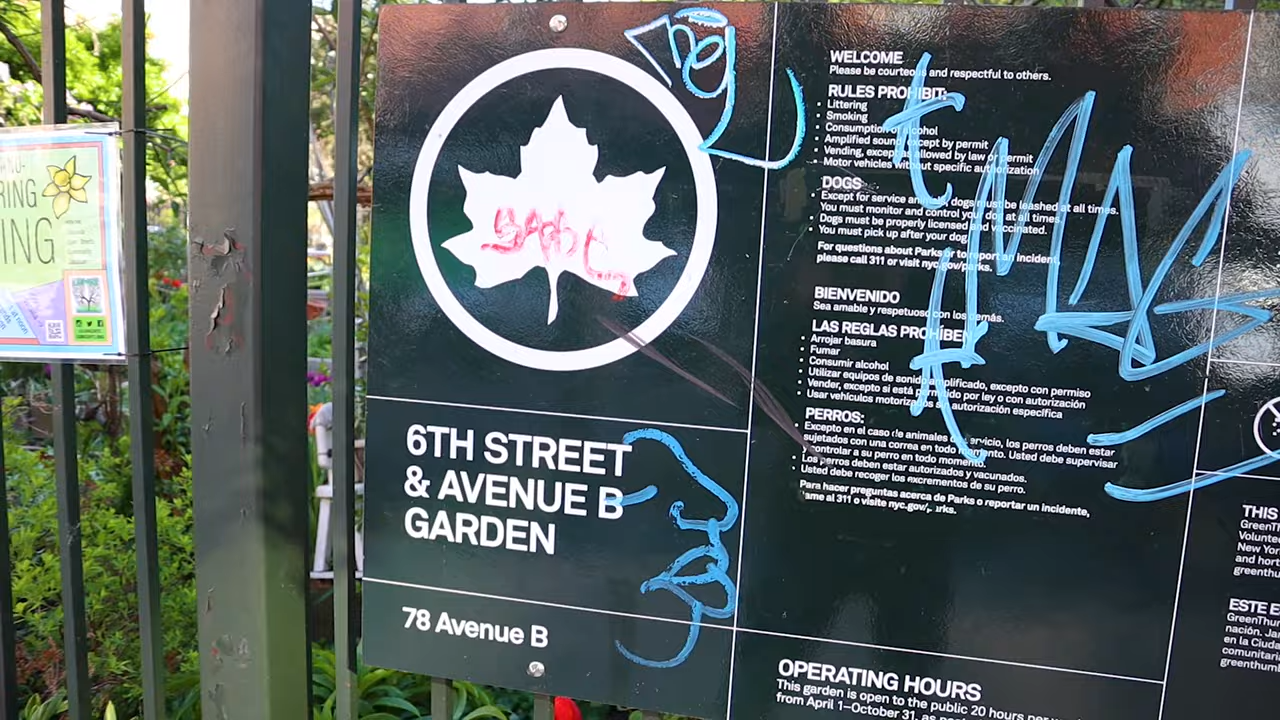 RING
ING
6TH STREET
& AVENUE B
GARDEN
78 Avenue B
WELCOME
Please be courteous and respectful to others.
RULES PROHIBIT:
• Littering
• Smoking
• Consumption of alcohol
• Amplified sound except by permit
• Vending, except as allowed by law or permit
• Motor vehicles without specific authorization
DOGS
• Except for service animals, dogs must be leashed at all times.
You must monitor and control your dog at all times.
• Dogs must be properly licensed and vaccinated.
• You must pick up after your dog.
For questions about Parks or to report an incident,
please call 311 or visit nyc.gov/parks.
BIENVENIDO
Sea amable y respetuoso con los demás.
LAS REGLAS PROHÍBEN
• Arrojar basura
• Fumar
• Consumir alcohol
• Utilizar equipos de sonido amplificado, excepto con permiso
• Vender, excepto si está permitido por ley o con autorización
• Usar vehículos motorizados sin autorización específica
PERROS:
• Excepto en el caso de animales de servicio, los perros deben estar
sujetados con una correa en todo momento. Usted debe supervisar
y controlar a su perro en todo momento.
• Los perros deben estar autorizados y vacunados.
• Usted debe recoger los excrementos de su perro.
Para hacer preguntas acerca de Parks o reportar un incidente,
llame al 311 o visite nyc.gov/parks.
OPERATING HOURS
This garden is open to the public 20 hours per
from April 1–October 31, as
THIS
GreenT
Voluntee
New Yor
and hort
greenthu
ESTE E
GreenThu
nación. Jar
en la Ciuda
comunitari
greenthum